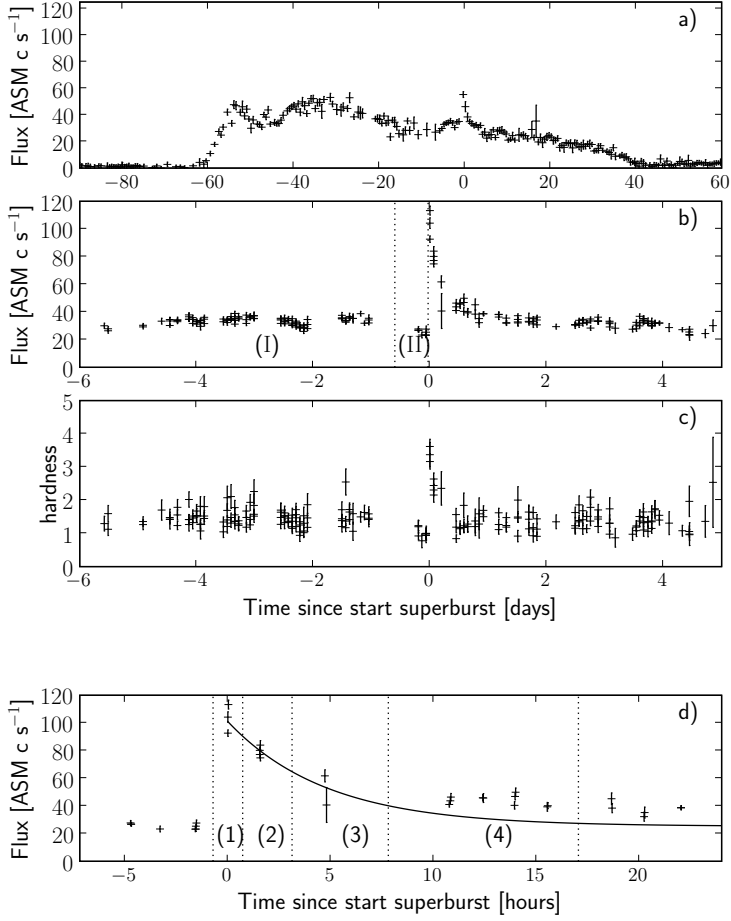 a)
Flux [ASM c s⁻¹]
120
100
80
60
40
20
0
−80 −60 −40 −20 0 20 40 60
b)
Flux [ASM c s⁻¹]
120
100
80
60
40
20
0
(I) (II)
−6 −4 −2 0 2 4
c)
hardness
5
4
3
2
1
0
−6 −4 −2 0 2 4
Time since start superburst [days]
d)
Flux [ASM c s⁻¹]
120
100
80
60
40
20
0
(1) (2) (3) (4)
−5 0 5 10 15 20
Time since start superburst [hours]